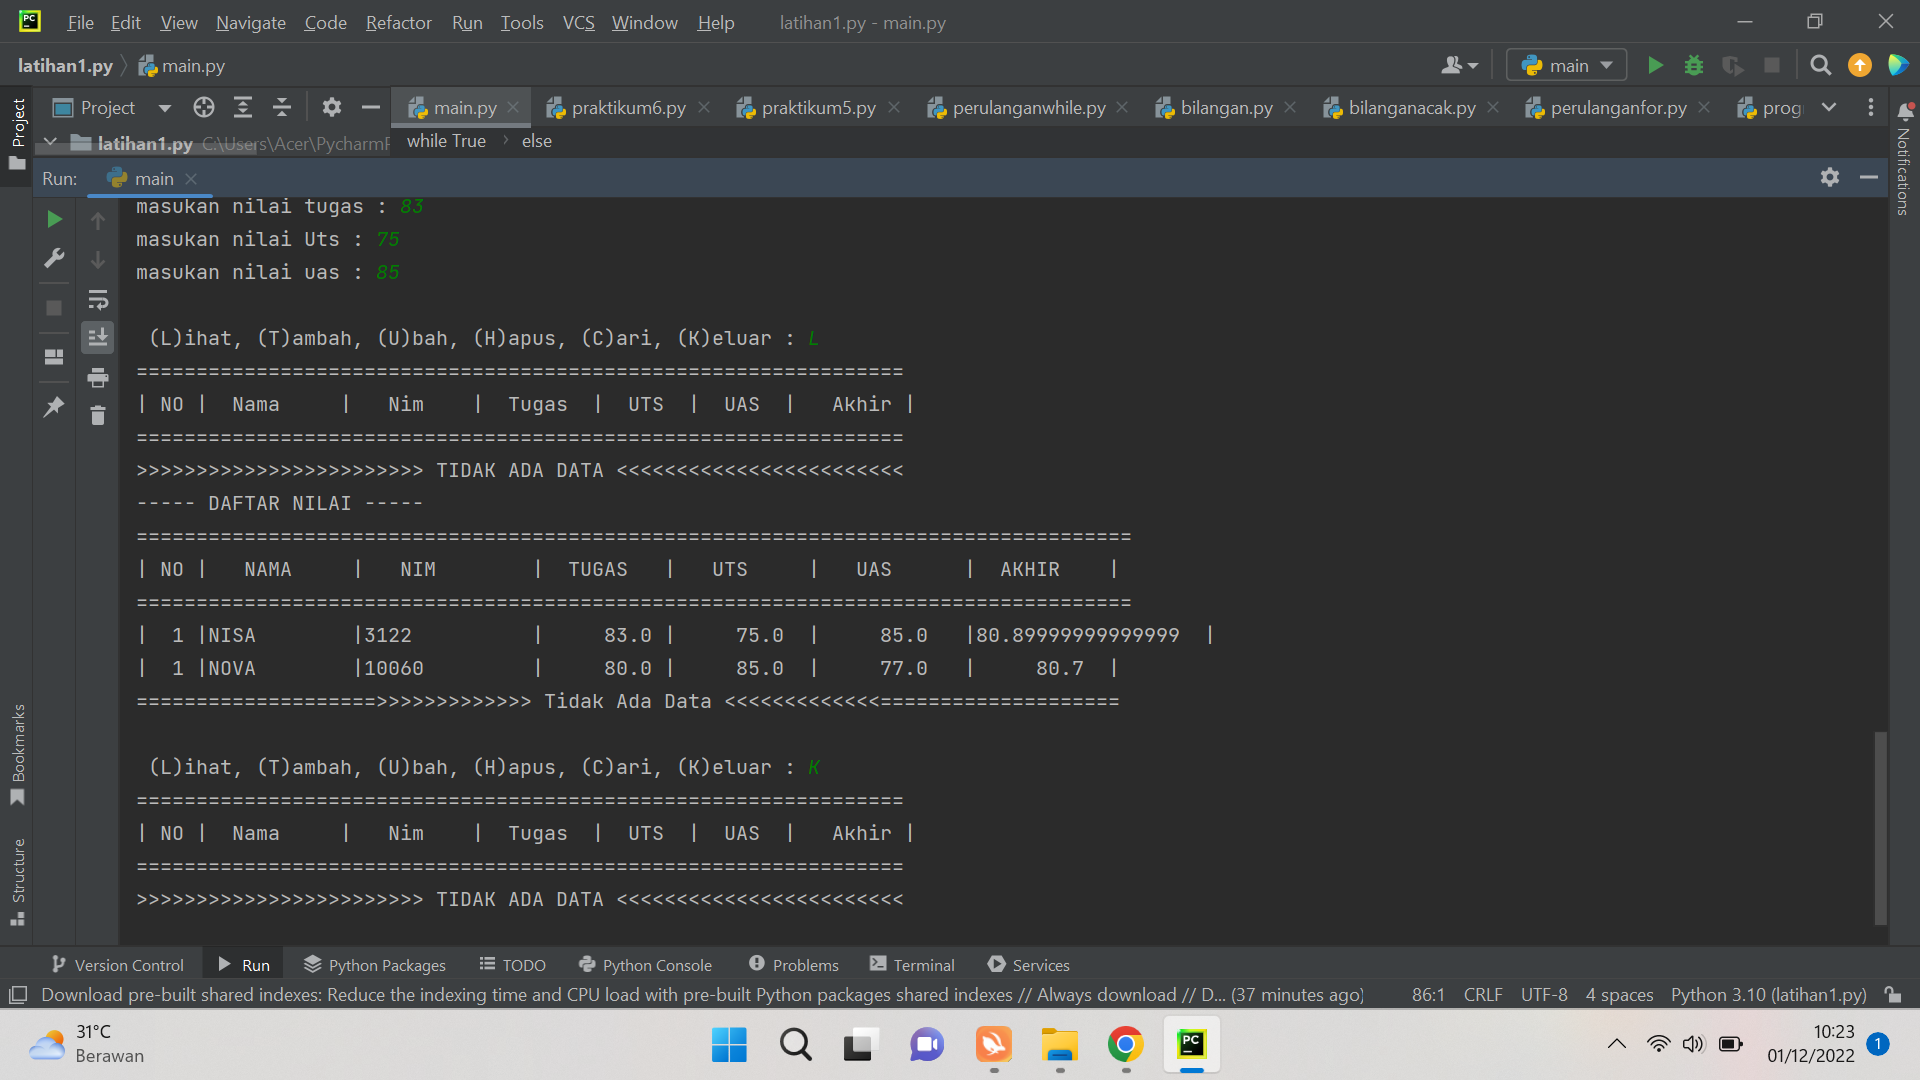 PC File Edit View Navigate Code Refactor Run Tools VCS Window Help latihan1.py - main.py
latihan1.py main.py main
Project main.py praktikum6.py praktikum5.py perulanganwhile.py bilangan.py bilanganacak.py perulanganfor.py prog
latihan1.py C:\Users\Acer\PycharmP while True else
Run: main
Project
Notifications
Bookmarks
Structure
masukan nilai tugas : 83
masukan nilai Uts : 75
masukan nilai uas : 85
(L)ihat, (T)ambah, (U)bah, (H)apus, (C)ari, (K)eluar : L
================================================================
| NO |  Nama     |   Nim    |  Tugas  |  UTS  |  UAS  |   Akhir |
================================================================
>>>>>>>>>>>>>>>>>>>>>>>> TIDAK ADA DATA <<<<<<<<<<<<<<<<<<<<<<<<
----- DAFTAR NILAI -----
===================================================================================
| NO |   NAMA     |   NIM        |  TUGAS   |   UTS     |   UAS      |  AKHIR    |
===================================================================================
|  1 |NISA        |3122          |     83.0 |     75.0  |     85.0   |80.89999999999999  |
|  1 |NOVA        |10060         |     80.0 |     85.0  |     77.0   |     80.7  |
====================>>>>>>>>>>>>> Tidak Ada Data <<<<<<<<<<<<<====================
(L)ihat, (T)ambah, (U)bah, (H)apus, (C)ari, (K)eluar : K
================================================================
| NO |  Nama     |   Nim    |  Tugas  |  UTS  |  UAS  |   Akhir |
================================================================
>>>>>>>>>>>>>>>>>>>>>>>> TIDAK ADA DATA <<<<<<<<<<<<<<<<<<<<<<<<
Version Control Run Python Packages TODO Python Console Problems Terminal Services
Download pre-built shared indexes: Reduce the indexing time and CPU load with pre-built Python packages shared indexes // Always download // D... (37 minutes ago) 86:1 CRLF UTF-8 4 spaces Python 3.10 (latihan1.py)
31°C
Berawan
PC
10:23
01/12/2022
1